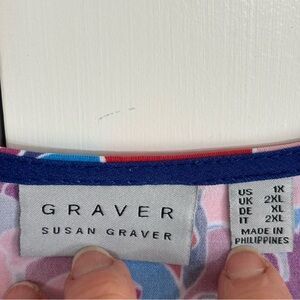 GRAVER
SUSAN GRAVER
US 1X
UK 2XL
DE XL
IT 2XL
MADE IN
PHILIPPINES